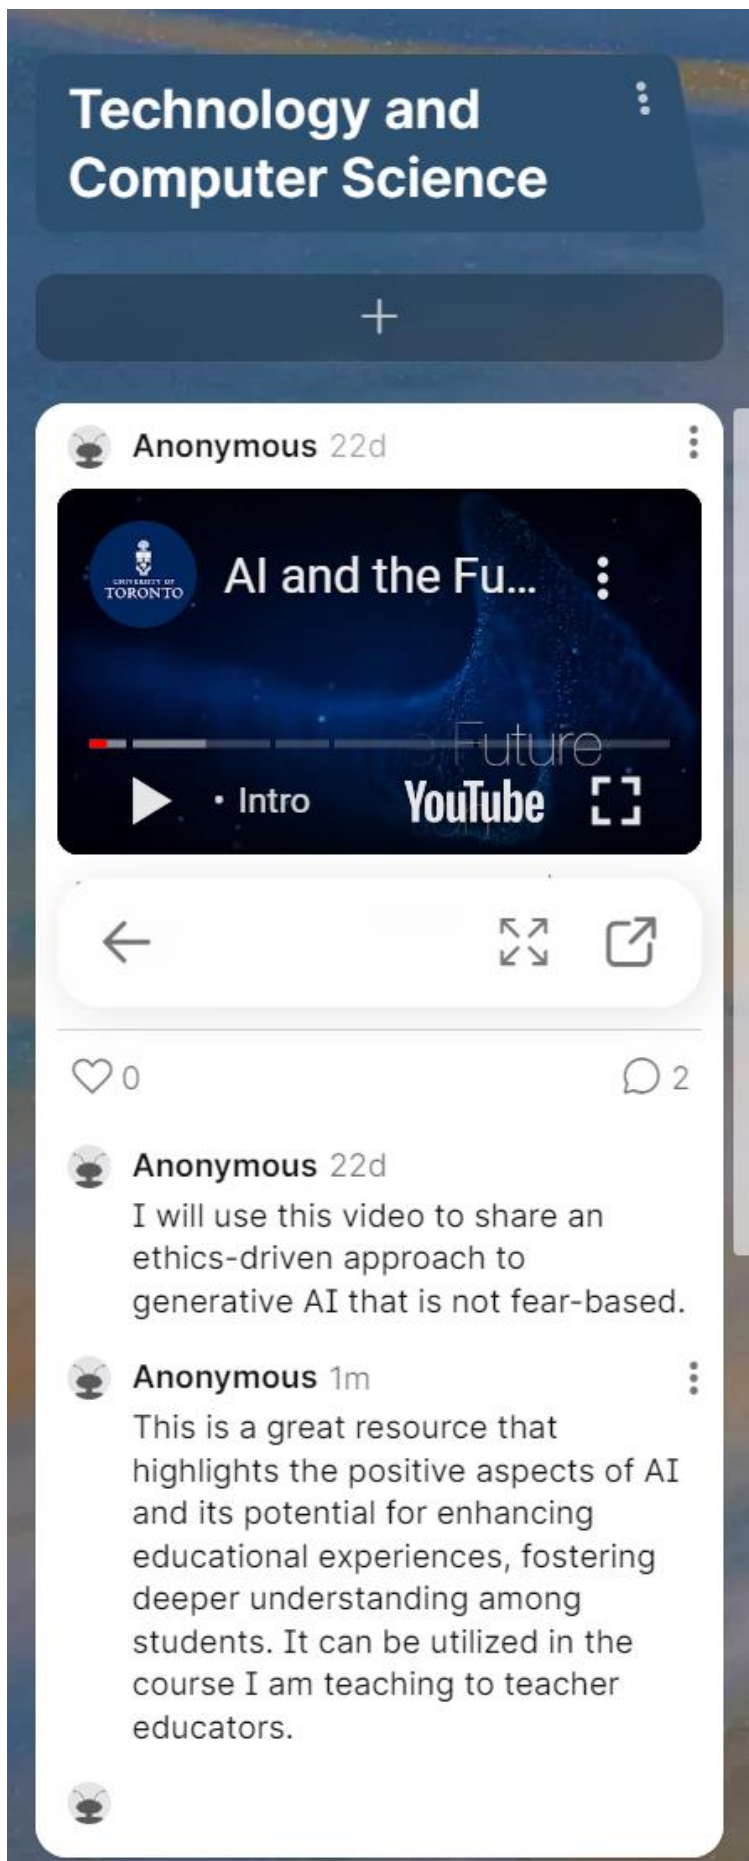 Technology and
Computer Science
Anonymous 22d
UNIVERSITY OF
TORONTO
AI and the Fu...
e Future
• Intro
YouTube
0
2
Anonymous 22d
I will use this video to share an
ethics-driven approach to
generative AI that is not fear-based.
Anonymous 1m
This is a great resource that
highlights the positive aspects of AI
and its potential for enhancing
educational experiences, fostering
deeper understanding among
students. It can be utilized in the
course I am teaching to teacher
educators.